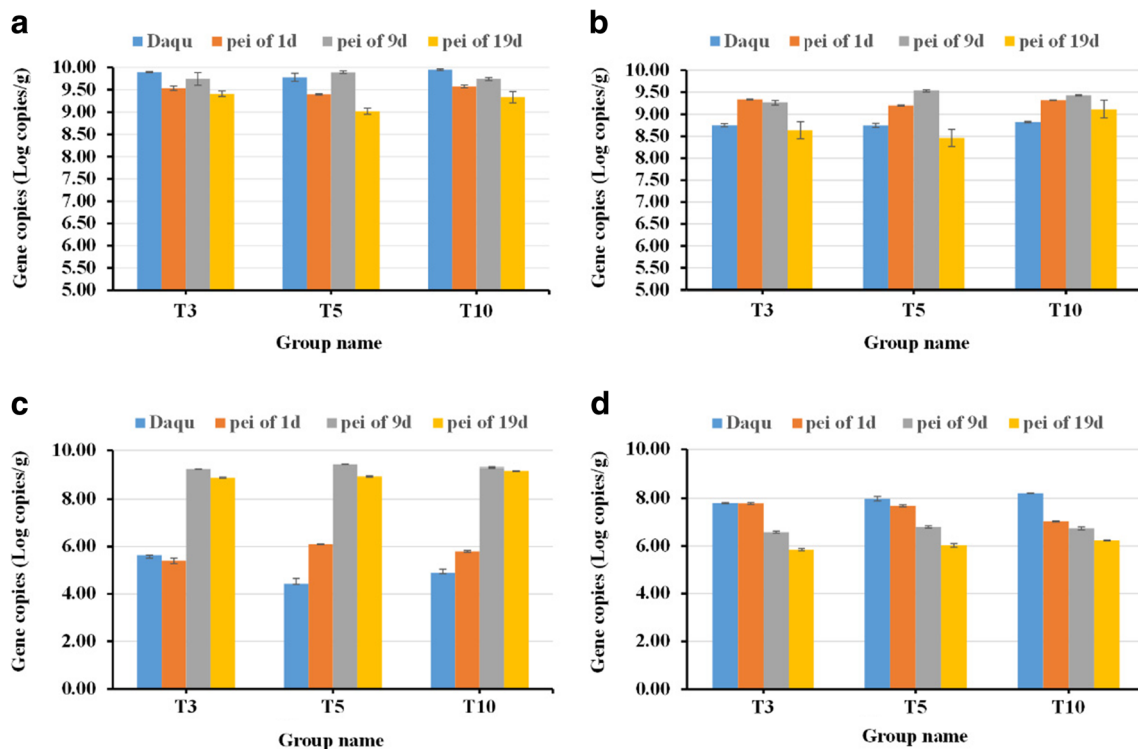 a
Daqu pei of 1d pei of 9d pei of 19d
Gene copies (Log copies/g)
10.00
9.50
9.00
8.50
8.00
7.50
7.00
6.50
6.00
5.50
5.00
T3 T5 T10
Group name
b
Daqu pei of 1d pei of 9d pei of 19d
Gene copies (Log copies/g)
10.00
9.50
9.00
8.50
8.00
7.50
7.00
6.50
6.00
5.50
5.00
T3 T5 T10
Group name
c
Daqu pei of 1d pei of 9d pei of 19d
Gene copies (Log copies/g)
10.00
8.00
6.00
4.00
2.00
0.00
T3 T5 T10
Group name
d
Daqu pei of 1d pei of 9d pei of 19d
Gene copies (Log copies/g)
10.00
8.00
6.00
4.00
2.00
0.00
T3 T5 T10
Group name